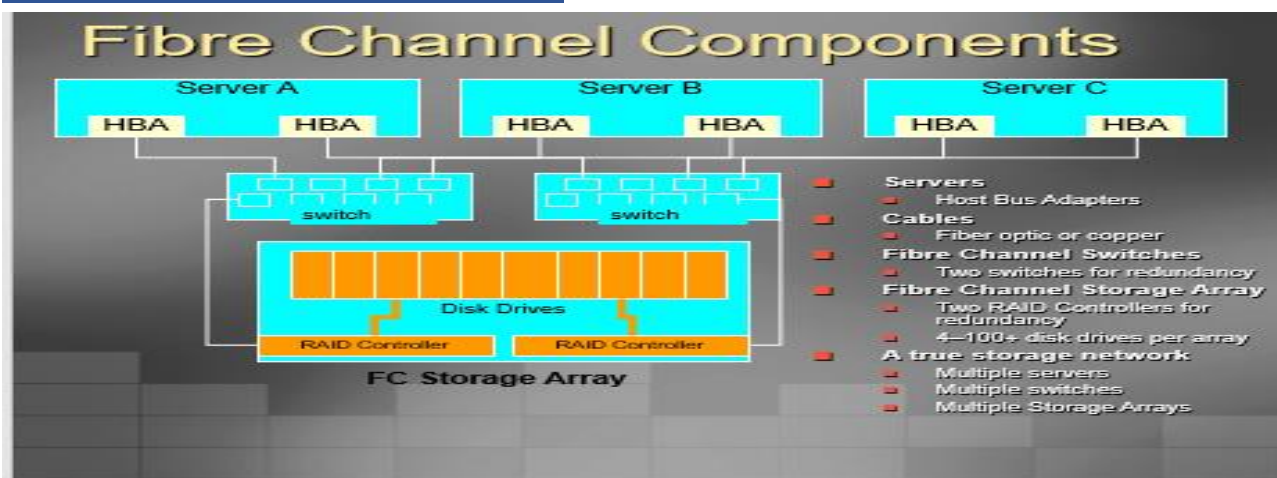 Fibre Channel Components
Server A
Server B
Server C
HBA
HBA
HBA
HBA
HBA
HBA
switch
switch
Disk Drives
RAID Controller
RAID Controller
FC Storage Array
Servers
Host Bus Adapters
Cables
Fiber optic or copper
Fibre Channel Switches
Two switches for redundancy
Fibre Channel Storage Array
Two RAID Controllers for
redundancy
4–100+ disk drives per array
A true storage network
Multiple servers
Multiple switches
Multiple Storage Arrays